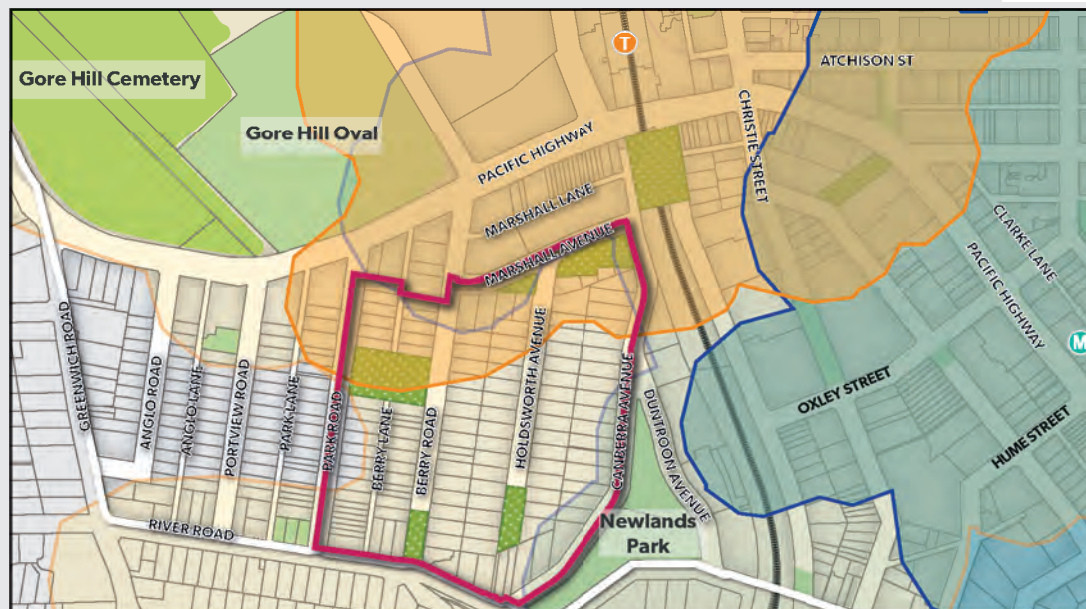 T
ATCHISON ST
Gore Hill Cemetery
CHRISTIE STREET
Gore Hill Oval
PACIFIC HIGHWAY
MARSHALL LANE
CLARKE LANE
MARSHALL AVENUE
PACIFIC HIGHWAY
GREENWICH ROAD
M
HOLDSWORTH AVENUE
CANBERRA AVENUE
OXLEY STREET
ANGLO ROAD
ANGLO LANE
PORTVIEW ROAD
PARK LANE
PARK ROAD
BERRY LANE
BERRY ROAD
DUNTROON AVENUE
HUME STREET
RIVER ROAD
Newlands
Park